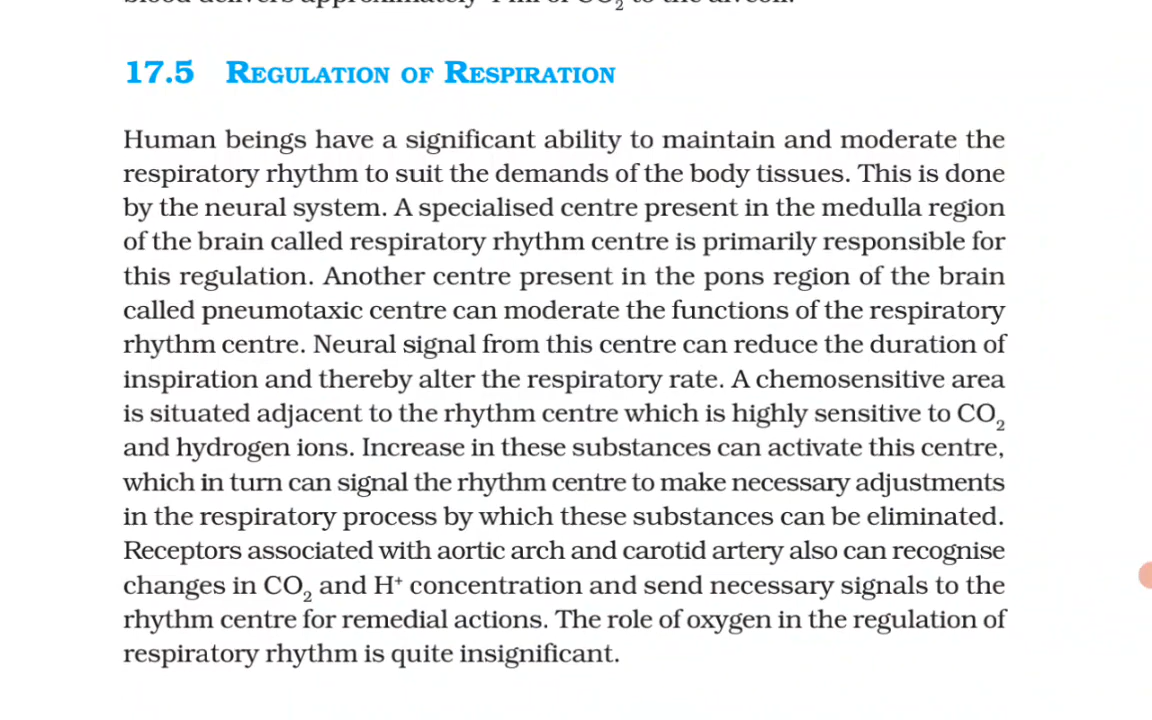 17.5 REGULATION OF RESPIRATION
Human beings have a significant ability to maintain and moderate the
respiratory rhythm to suit the demands of the body tissues. This is done
by the neural system. A specialised centre present in the medulla region
of the brain called respiratory rhythm centre is primarily responsible for
this regulation. Another centre present in the pons region of the brain
called pneumotaxic centre can moderate the functions of the respiratory
rhythm centre. Neural signal from this centre can reduce the duration of
inspiration and thereby alter the respiratory rate. A chemosensitive area
is situated adjacent to the rhythm centre which is highly sensitive to CO₂
and hydrogen ions. Increase in these substances can activate this centre,
which in turn can signal the rhythm centre to make necessary adjustments
in the respiratory process by which these substances can be eliminated.
Receptors associated with aortic arch and carotid artery also can recognise
changes in CO₂ and H⁺ concentration and send necessary signals to the
rhythm centre for remedial actions. The role of oxygen in the regulation of
respiratory rhythm is quite insignificant.